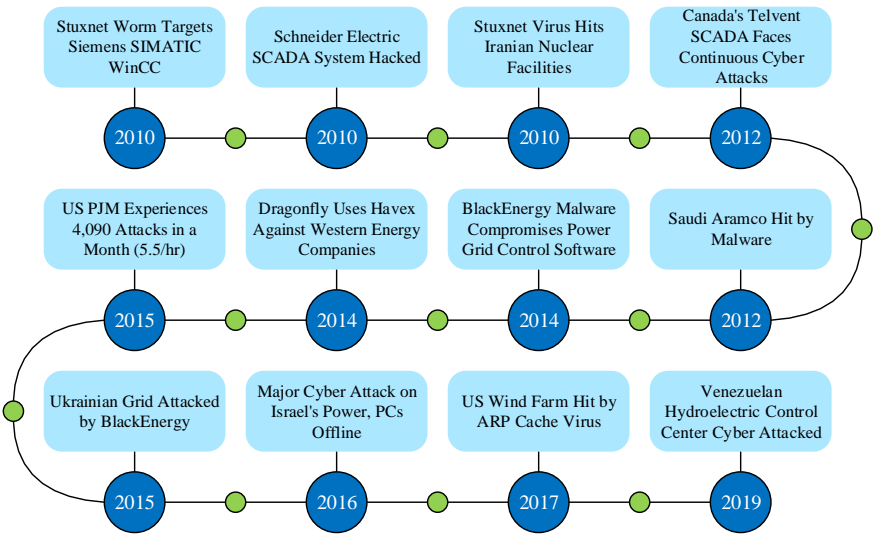 Stuxnet Worm Targets
Siemens SIMATIC
WinCC
Schneider Electric
SCADA System Hacked
Stuxnet Virus Hits
Iranian Nuclear
Facilities
Canada's Telvent
SCADA Faces
Continuous Cyber
Attacks
2010
2010
2010
2012
US PJM Experiences
4,090 Attacks in a
Month (5.5/hr)
Dragonfly Uses Havex
Against Western Energy
Companies
BlackEnergy Malware
Compromises Power
Grid Control Software
Saudi Aramco Hit by
Malware
2015
2014
2014
2012
Ukrainian Grid Attacked
by BlackEnergy
Major Cyber Attack on
Israel's Power, PCs
Offline
US Wind Farm Hit by
ARP Cache Virus
Venezuelan
Hydroelectric Control
Center Cyber Attacked
2015
2016
2017
2019